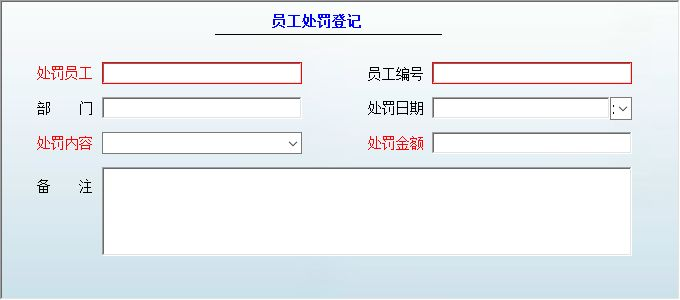 员工处罚登记
处罚员工 员工编号
部 门 处罚日期
处罚内容 处罚金额
备 注